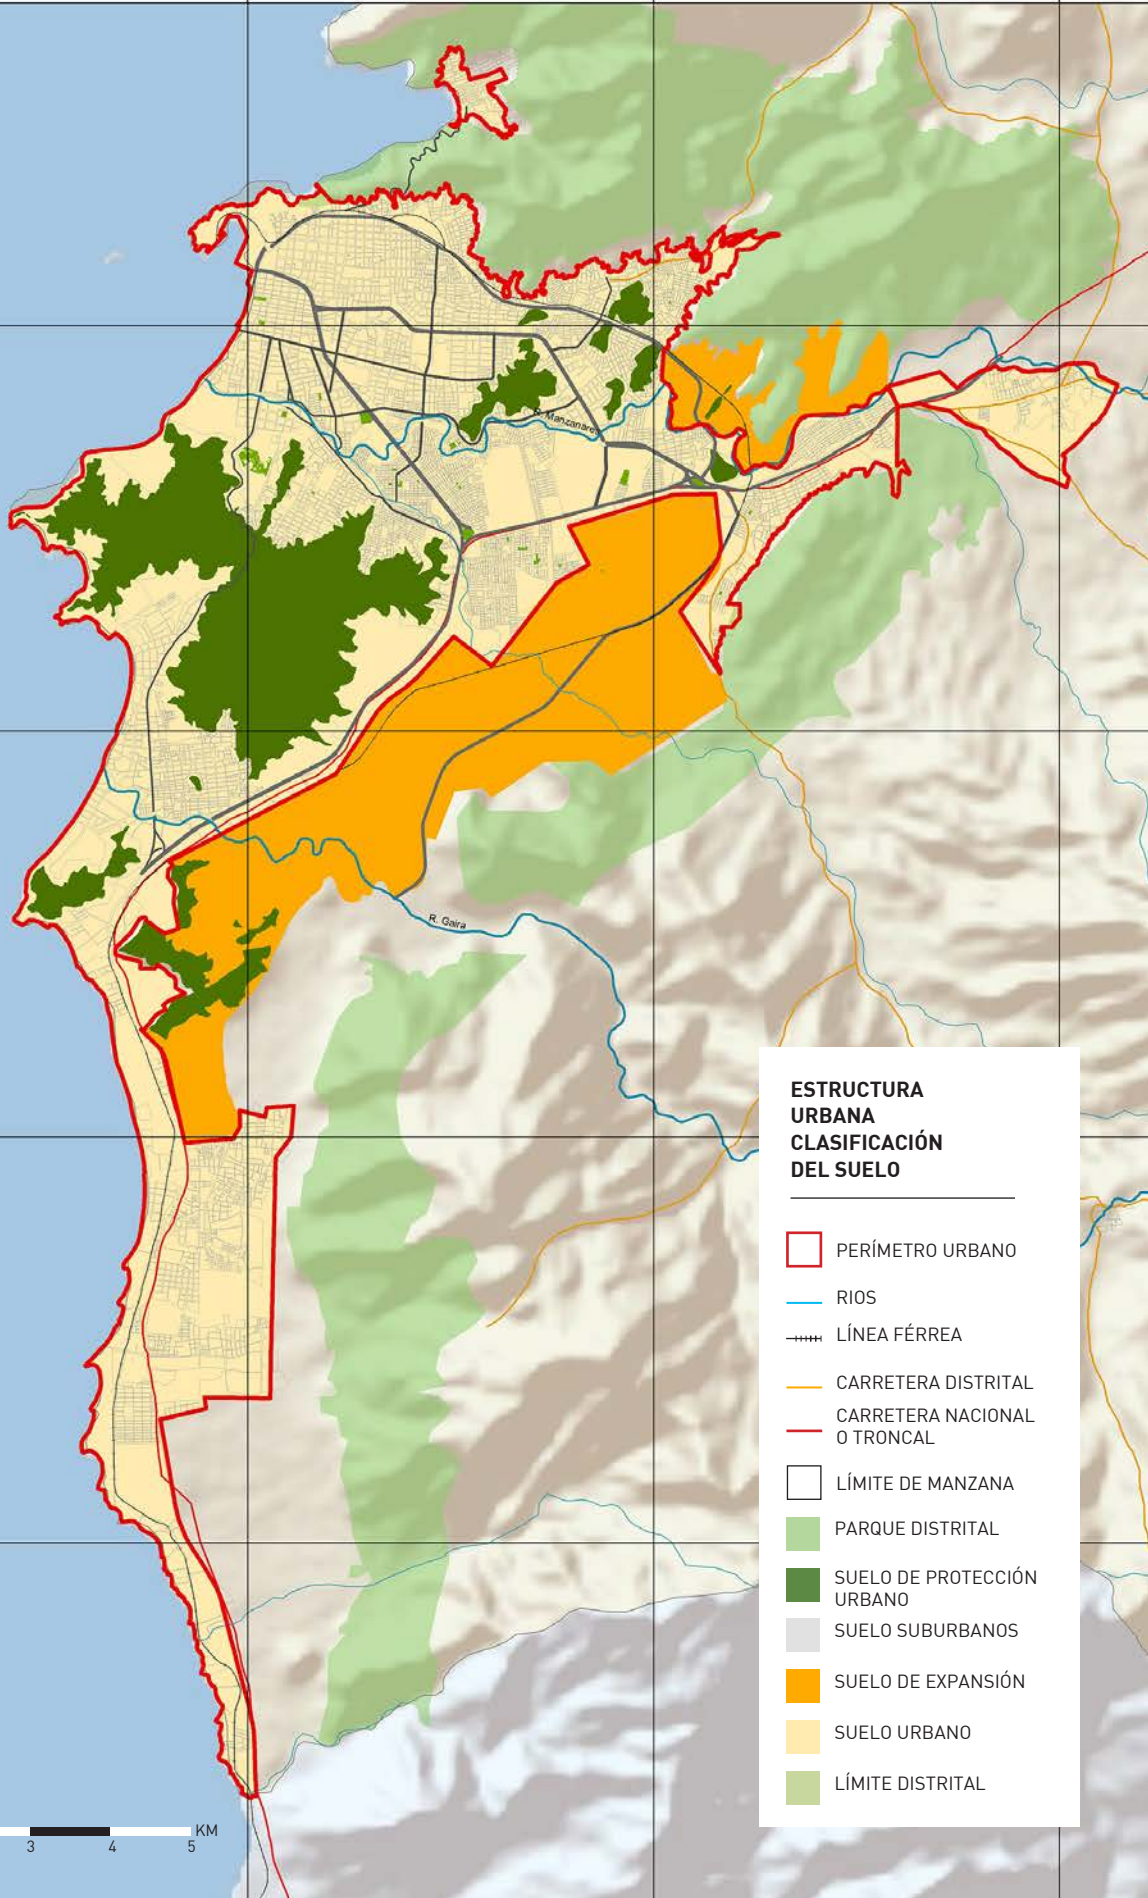 R. Manzanares
R. Gaira
ESTRUCTURA
URBANA
CLASIFICACIÓN
DEL SUELO
PERÍMETRO URBANO
RIOS
LÍNEA FÉRREA
CARRETERA DISTRITAL
CARRETERA NACIONAL
O TRONCAL
LÍMITE DE MANZANA
PARQUE DISTRITAL
SUELO DE PROTECCIÓN
URBANO
SUELO SUBURBANOS
SUELO DE EXPANSIÓN
SUELO URBANO
LÍMITE DISTRITAL
KM
3 4 5